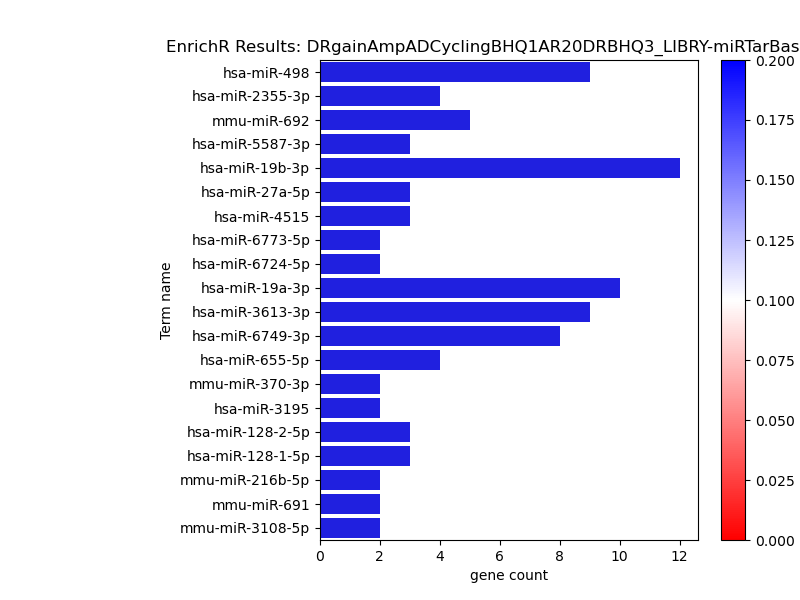 EnrichR Results: DRgainAmpADCyclingBHQ1AR20DRBHQ3_LIBRY-miRTarBas
hsa-miR-498
hsa-miR-2355-3p
mmu-miR-692
hsa-miR-5587-3p
hsa-miR-19b-3p
hsa-miR-27a-5p
hsa-miR-4515
hsa-miR-6773-5p
hsa-miR-6724-5p
hsa-miR-19a-3p
hsa-miR-3613-3p
hsa-miR-6749-3p
hsa-miR-655-5p
mmu-miR-370-3p
hsa-miR-3195
hsa-miR-128-2-5p
hsa-miR-128-1-5p
mmu-miR-216b-5p
mmu-miR-691
mmu-miR-3108-5p
Term name
0 2 4 6 8 10 12
gene count
0.200
0.175
0.150
0.125
0.100
0.075
0.050
0.025
0.000